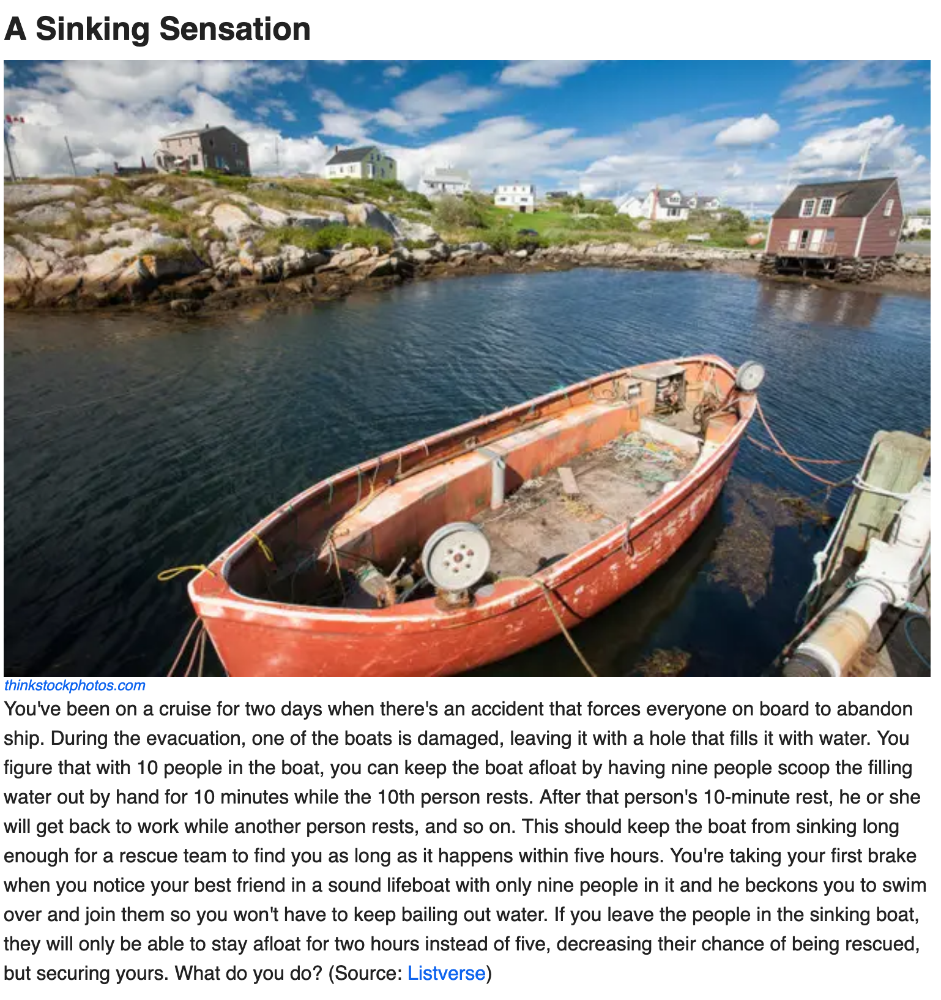 A Sinking Sensation
thinkstockphotos.com
You've been on a cruise for two days when there's an accident that forces everyone on board to abandon
ship. During the evacuation, one of the boats is damaged, leaving it with a hole that fills it with water. You
figure that with 10 people in the boat, you can keep the boat afloat by having nine people scoop the filling
water out by hand for 10 minutes while the 10th person rests. After that person's 10-minute rest, he or she
will get back to work while another person rests, and so on. This should keep the boat from sinking long
enough for a rescue team to find you as long as it happens within five hours. You're taking your first brake
when you notice your best friend in a sound lifeboat with only nine people in it and he beckons you to swim
over and join them so you won't have to keep bailing out water. If you leave the people in the sinking boat,
they will only be able to stay afloat for two hours instead of five, decreasing their chance of being rescued,
but securing yours. What do you do? (Source: Listverse)